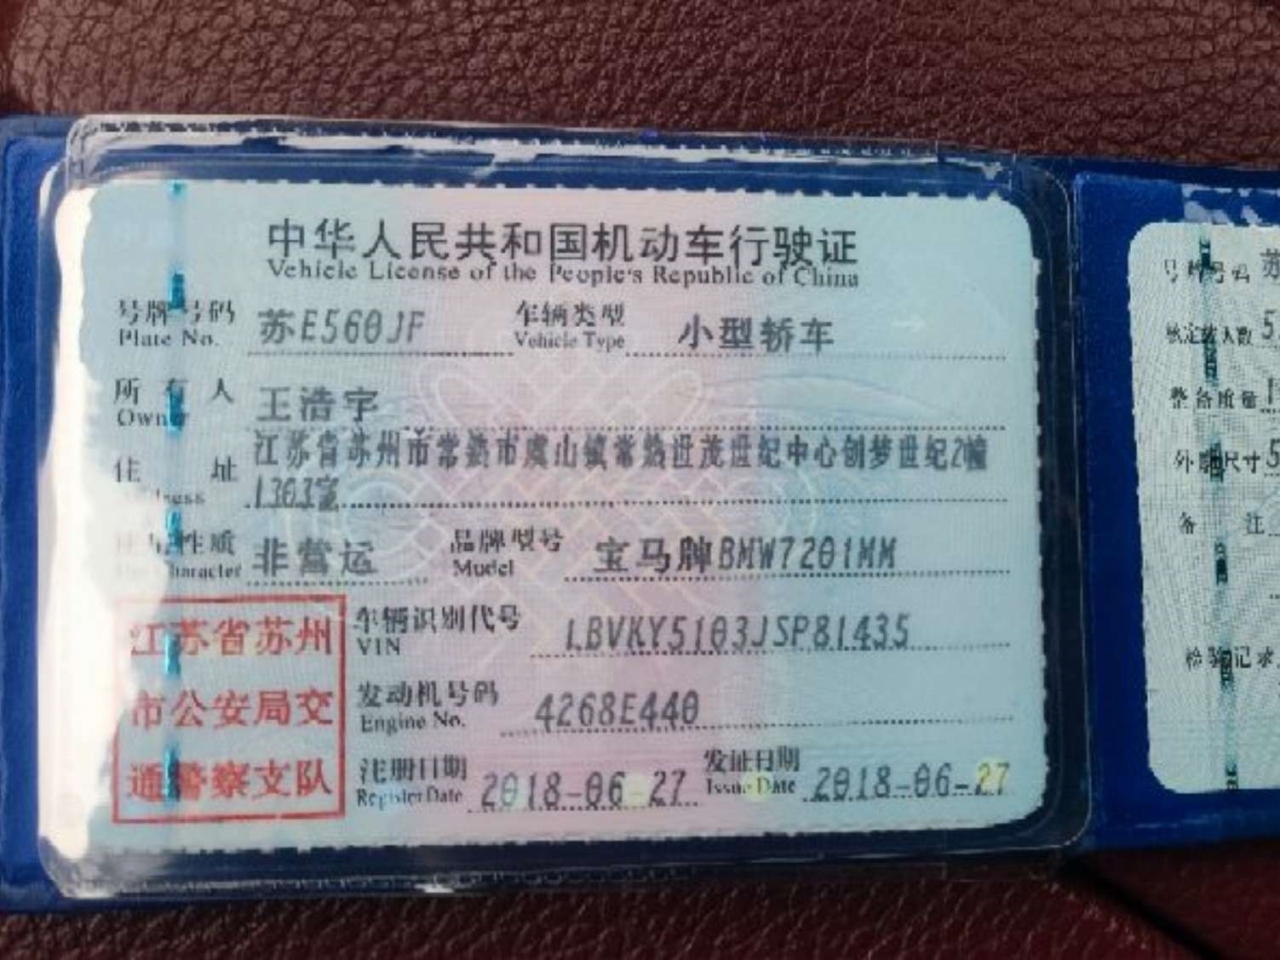 中华人民共和国机动车行驶证
Vehicle License of the People's Republic of China
号牌号码 苏E560JF 车辆类型 小型轿车
Plate No. Vehicle Type
所有人 王浩宇
Owner
住址 江苏省苏州市常熟市虞山镇常熟世茂世纪中心创梦世纪2幢
Address 1303室
使用性质 非营运 品牌型号 宝马牌BMW7201MM
Use Character Model
江苏省苏州
市公安局交
通警察支队
车辆识别代号 LBVKY5103JSP81435
VIN
发动机号码 4268E440
Engine No.
注册日期 2018-06-27 发证日期 2018-06-27
Register Date Issue Date
号牌号码 苏
核定载人数 5
整备质量 1
外廓尺寸 5
备注
检验记录